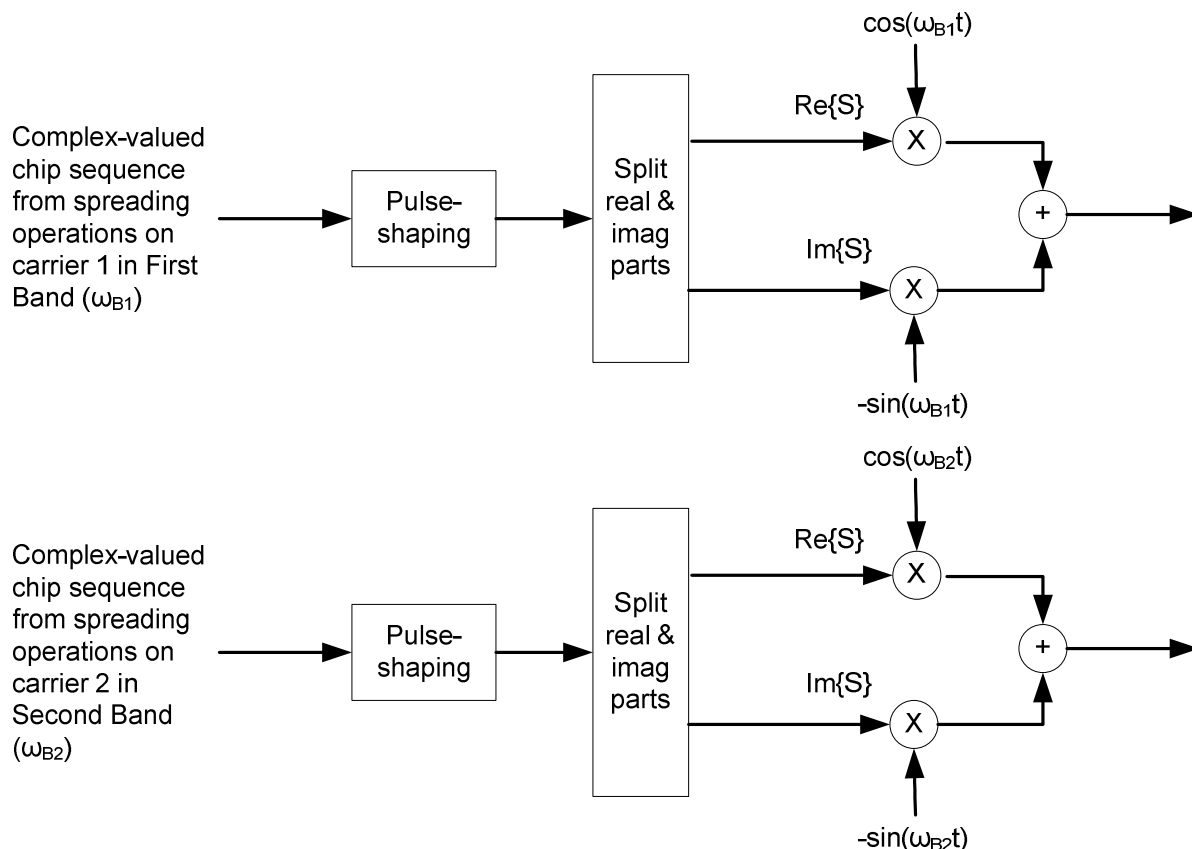 cos(ωB1t)
Complex-valued
chip sequence
from spreading
operations on
carrier 1 in First
Band (ωB1)
Pulse-
shaping
Split
real &
imag
parts
Re{S}
X
Im{S}
X
+
-sin(ωB1t)
cos(ωB2t)
Complex-valued
chip sequence
from spreading
operations on
carrier 2 in
Second Band
(ωB2)
Pulse-
shaping
Split
real &
imag
parts
Re{S}
X
Im{S}
X
+
-sin(ωB2t)